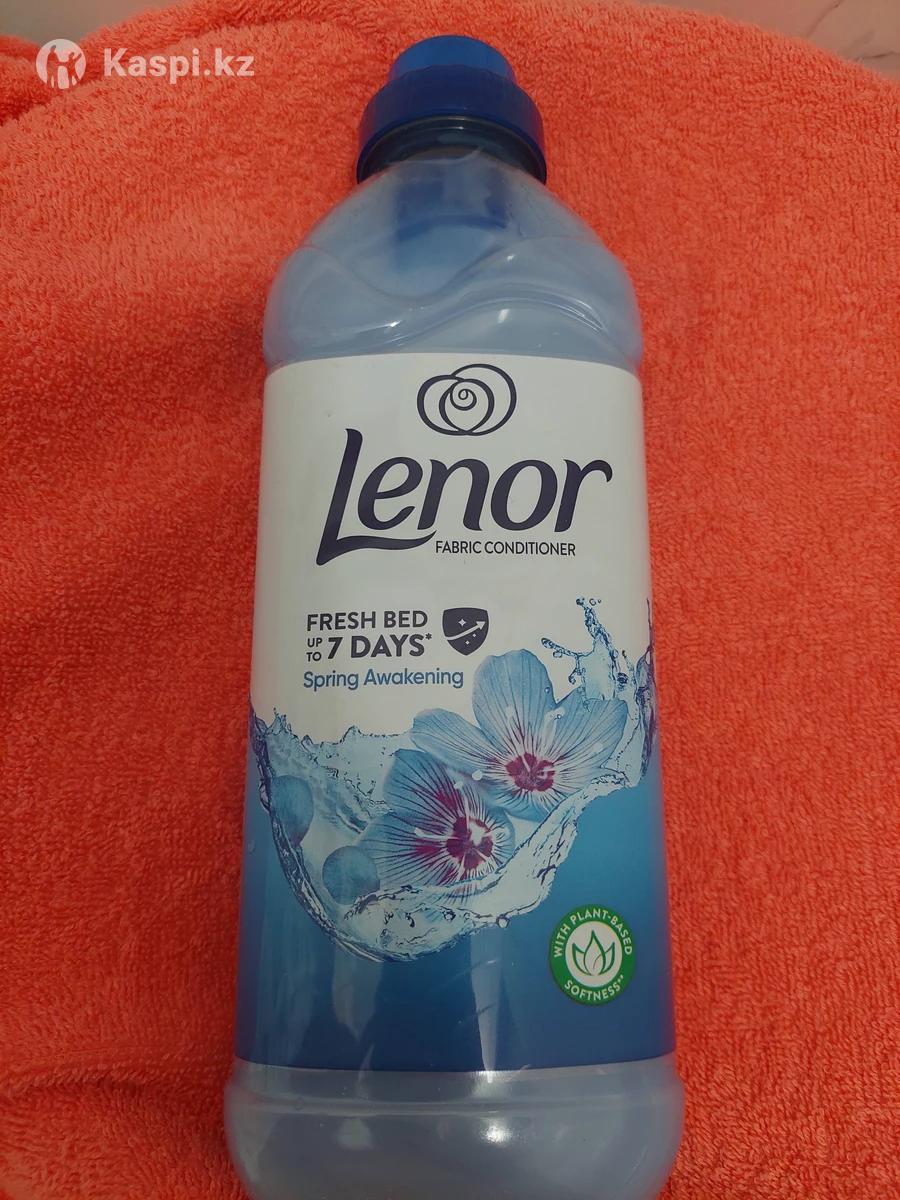 Kaspi.kz
Lenor
FABRIC CONDITIONER
FRESH BED
UP TO 7 DAYS*
Spring Awakening
WITH PLANT-BASED
SOFTNESS**